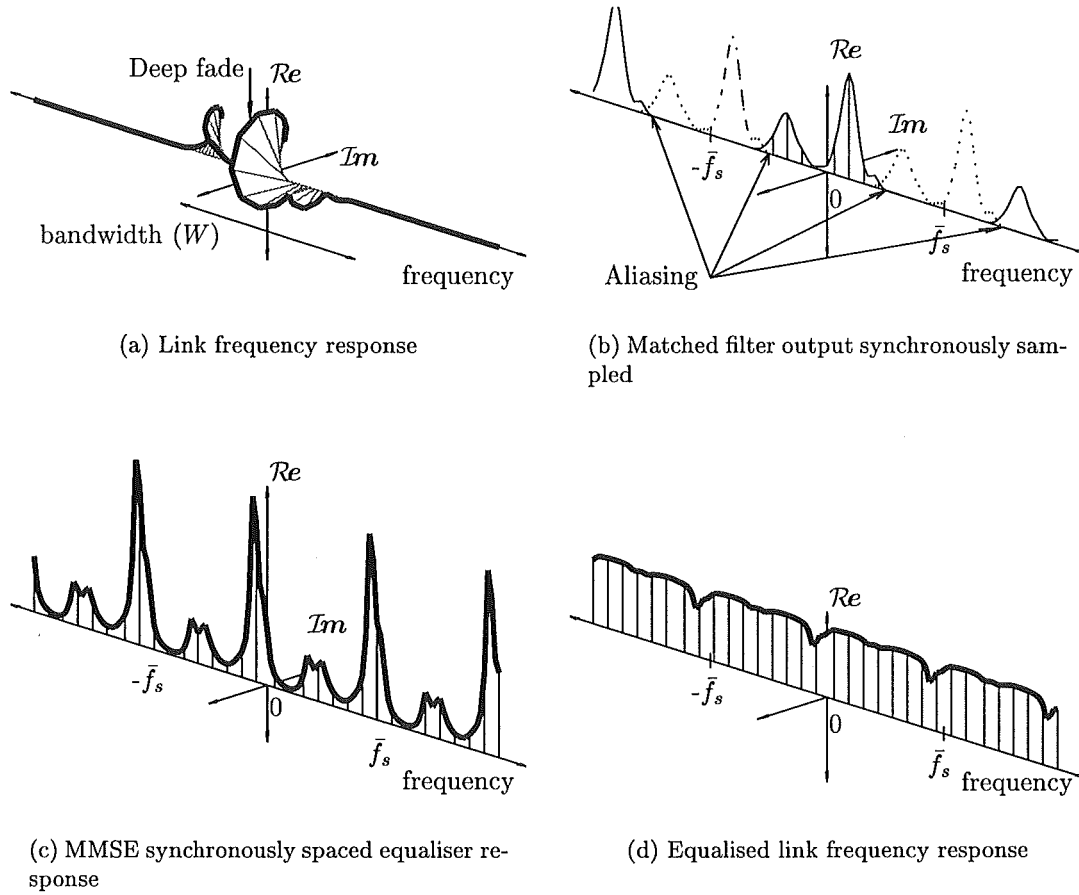 Deep fade
Re
Im
bandwidth (W)
frequency
(a) Link frequency response
Re
Im
-f̄s
0
f̄s
Aliasing
frequency
(b) Matched filter output synchronously sam-
pled
Re
Im
-f̄s
0
f̄s
frequency
(c) MMSE synchronously spaced equaliser re-
sponse
Re
-f̄s
0
f̄s
frequency
(d) Equalised link frequency response